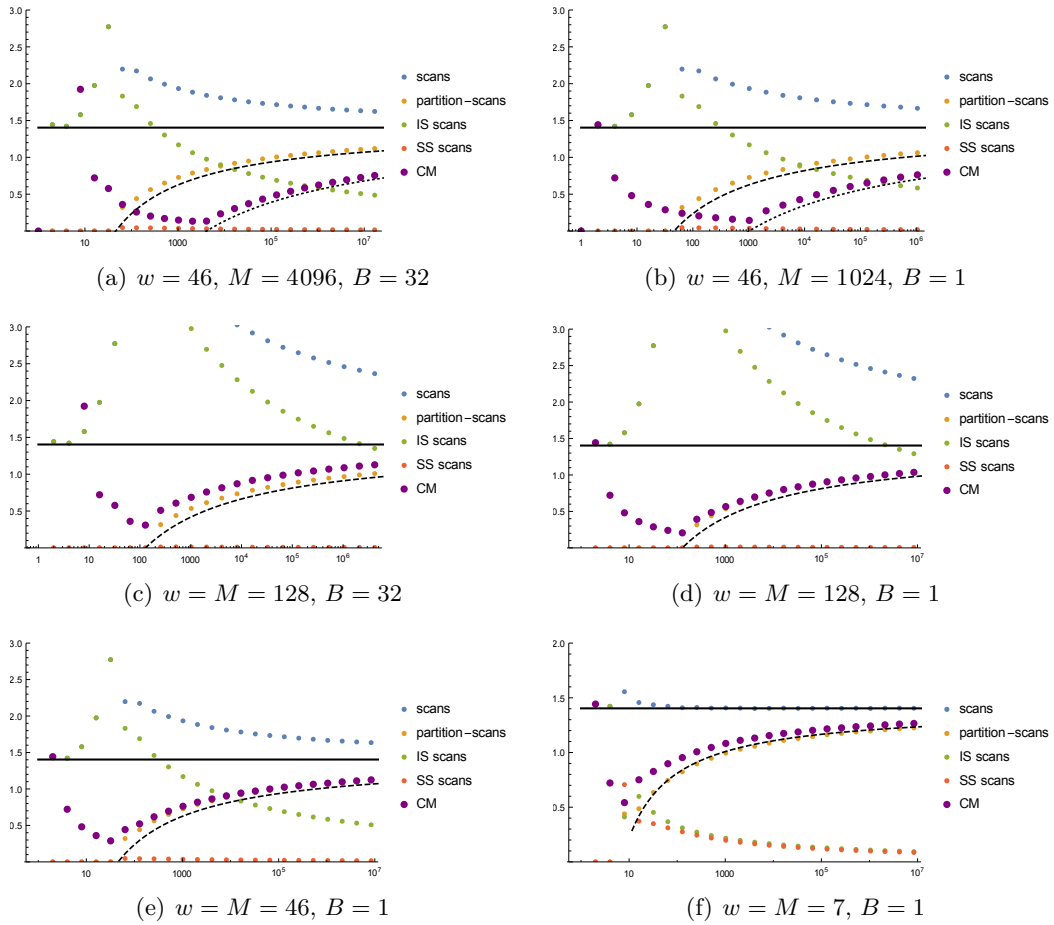 3.0
2.5
2.0
1.5
1.0
0.5
10
1000
10^5
10^7
scans
partition-scans
IS scans
SS scans
CM
(a) w = 46, M = 4096, B = 32
3.0
2.5
2.0
1.5
1.0
0.5
1
10
100
1000
10^4
10^5
10^6
scans
partition-scans
IS scans
SS scans
CM
(b) w = 46, M = 1024, B = 1
3.0
2.5
2.0
1.5
1.0
0.5
1
10
100
1000
10^4
10^5
10^6
scans
partition-scans
IS scans
SS scans
CM
(c) w = M = 128, B = 32
3.0
2.5
2.0
1.5
1.0
0.5
10
1000
10^5
10^7
scans
partition-scans
IS scans
SS scans
CM
(d) w = M = 128, B = 1
3.0
2.5
2.0
1.5
1.0
0.5
10
1000
10^5
10^7
scans
partition-scans
IS scans
SS scans
CM
(e) w = M = 46, B = 1
2.0
1.5
1.0
0.5
10
1000
10^5
10^7
scans
partition-scans
IS scans
SS scans
CM
(f) w = M = 7, B = 1